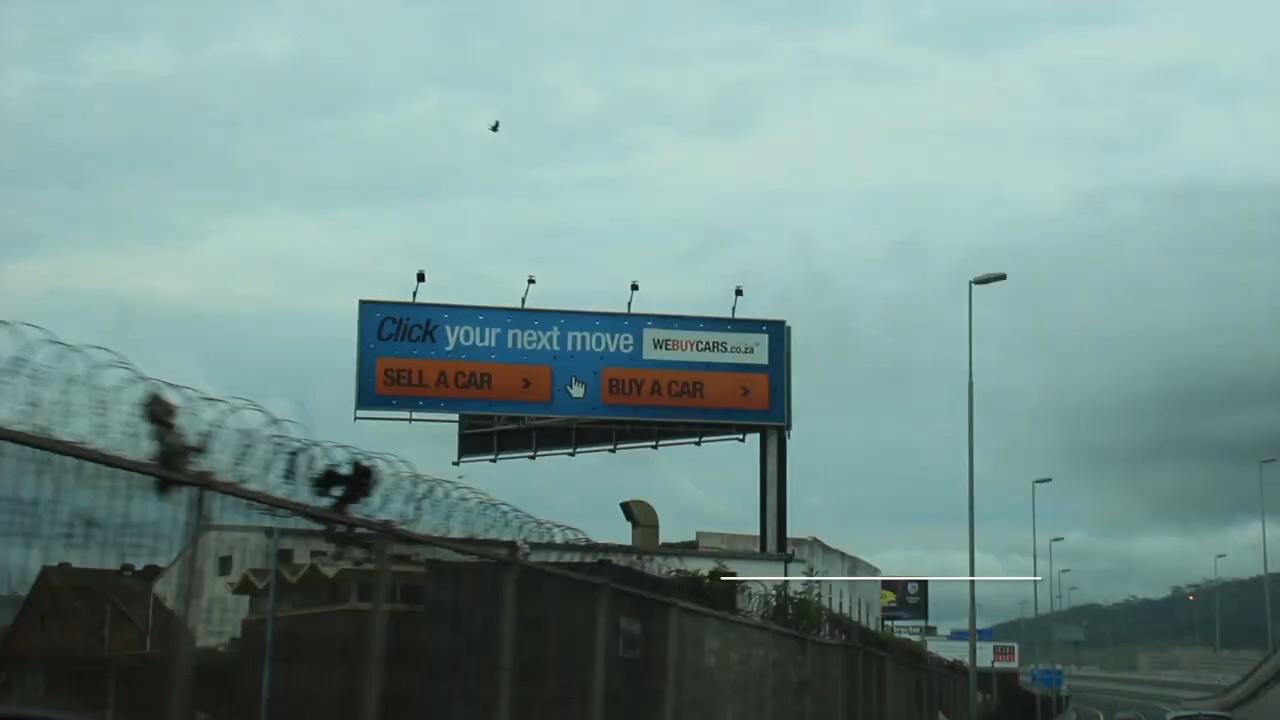 Click your next move
WEBUYCARS.co.za
SELL A CAR >
BUY A CAR >